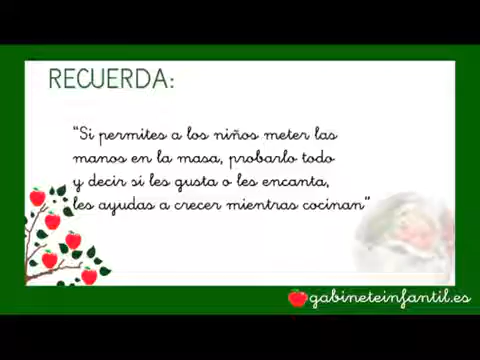 RECUERDA:
"Si permites a los niños meter las
manos en la masa, probarlo todo
y decir si les gusta o les encanta,
les ayudas a crecer mientras cocinan"
gabineteinfantil.es